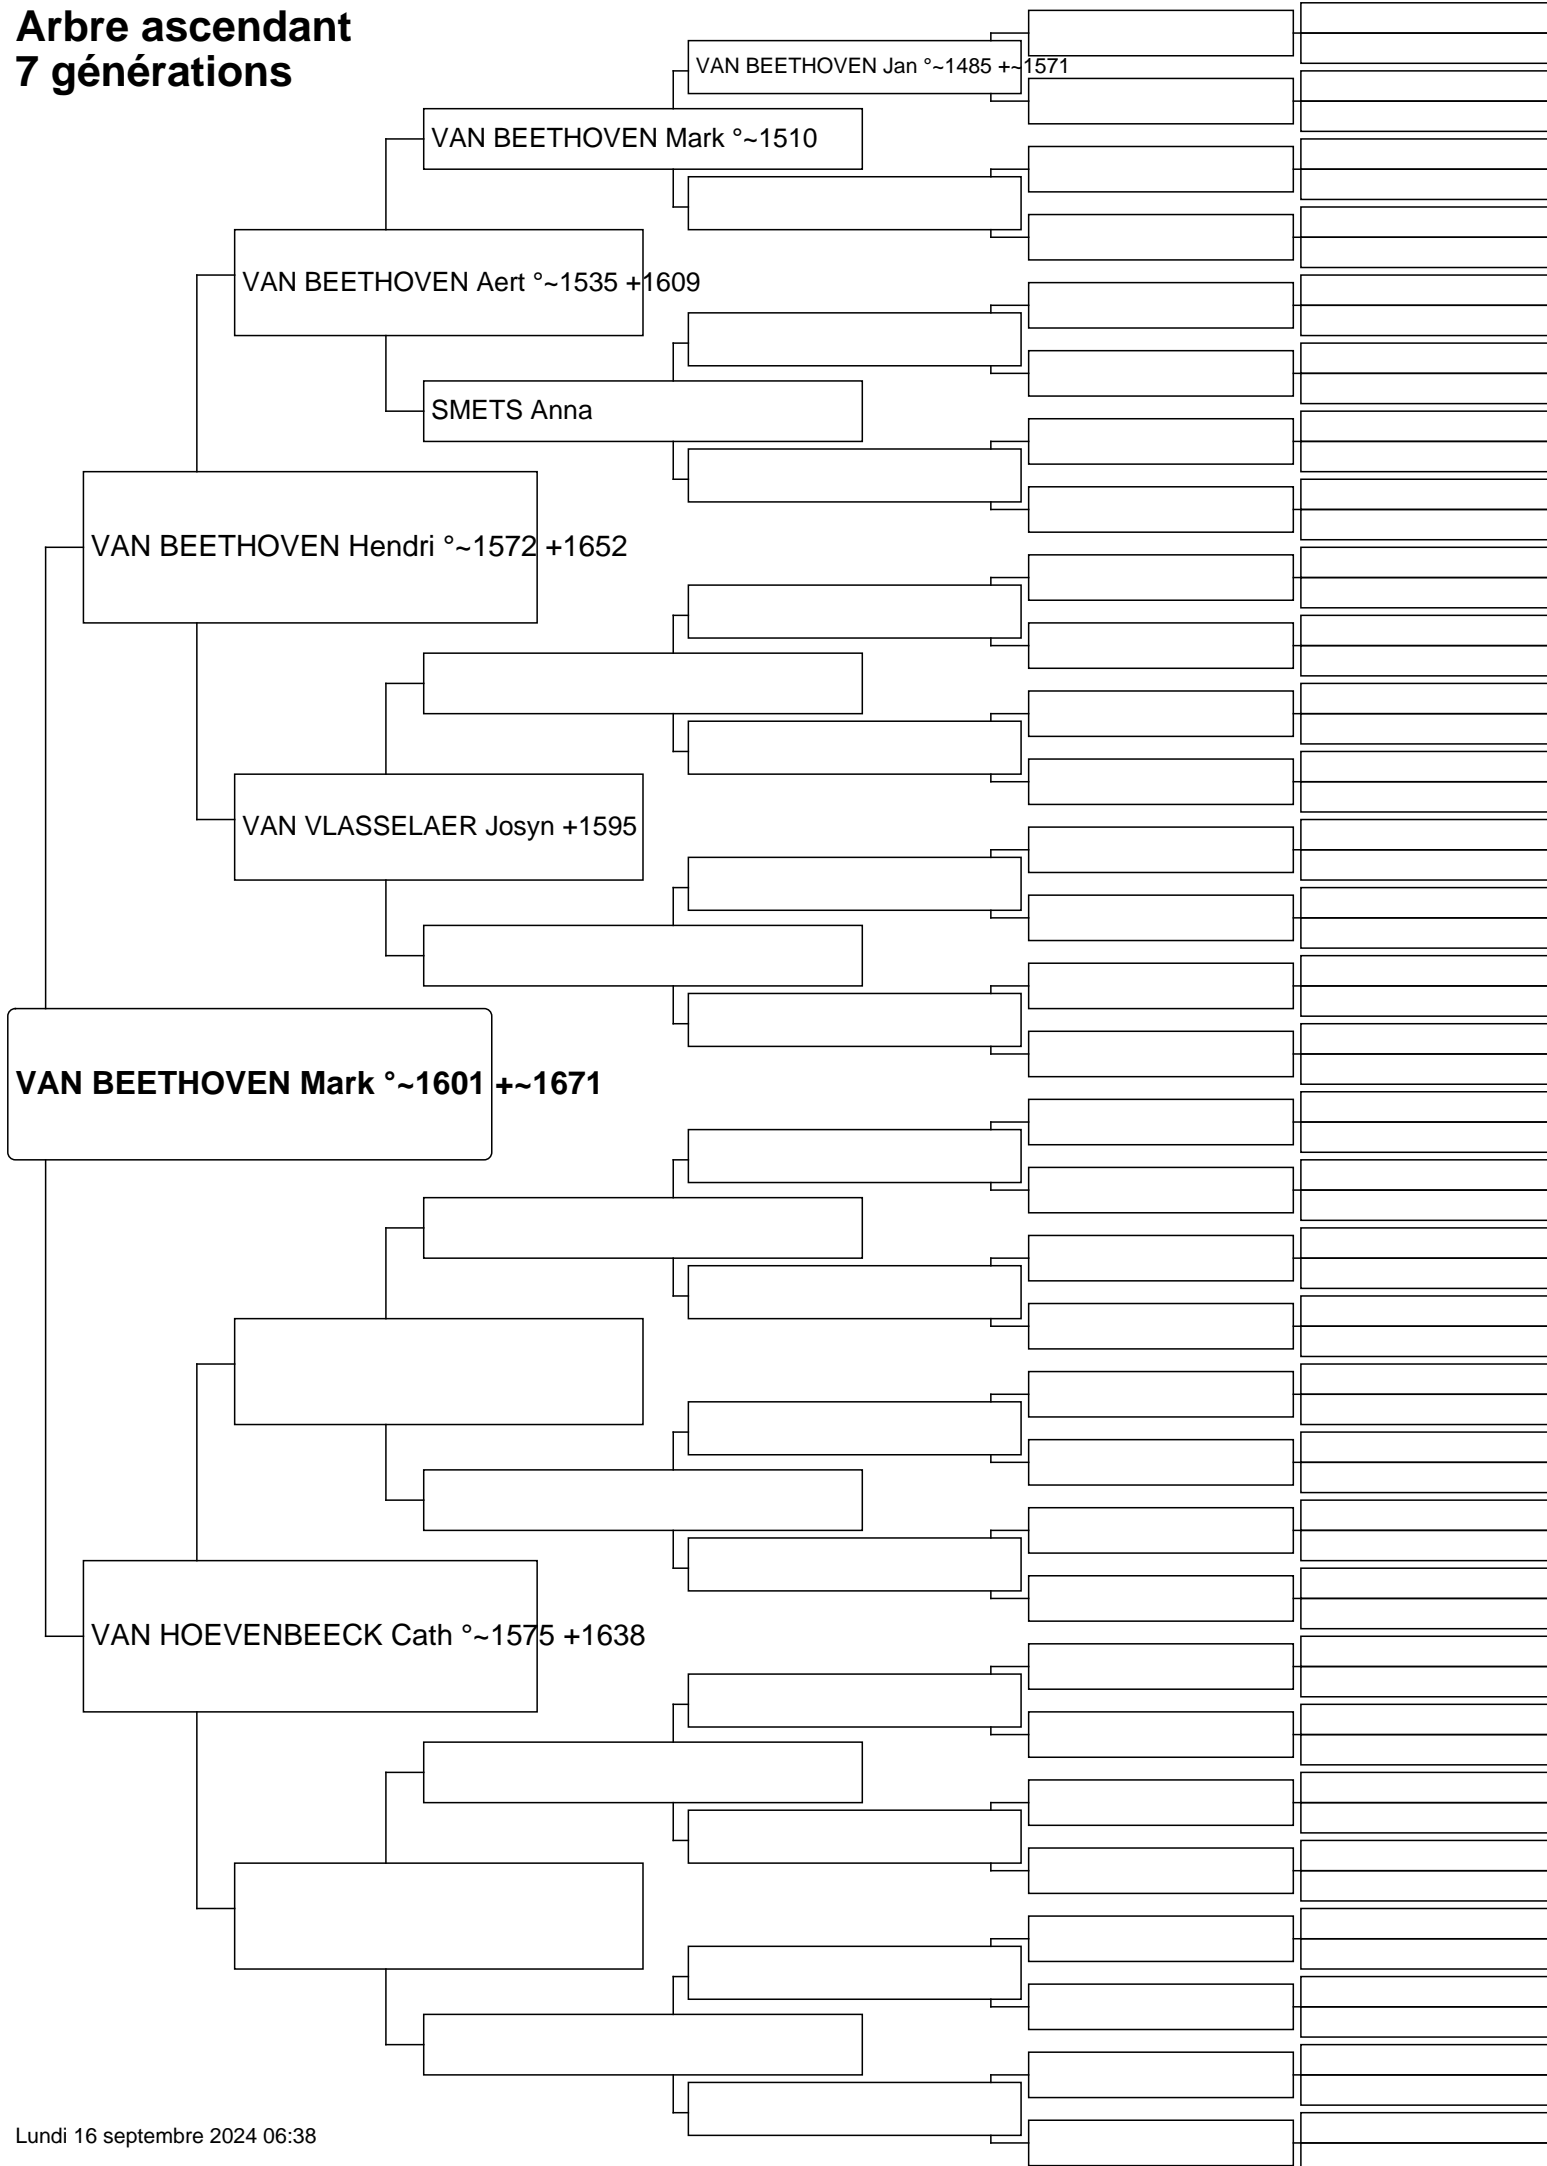 Arbre ascendant
7 générations
VAN BEETHOVEN Jan °~1485 +~1571
VAN BEETHOVEN Mark °~1510
VAN BEETHOVEN Aert °~1535 +1609
SMETS Anna
VAN BEETHOVEN Hendri °~1572 +1652
VAN VLASSELAER Josyn +1595
VAN BEETHOVEN Mark °~1601 +~1671
VAN HOEVENBEECK Cath °~1575 +1638
Lundi 16 septembre 2024 06:38